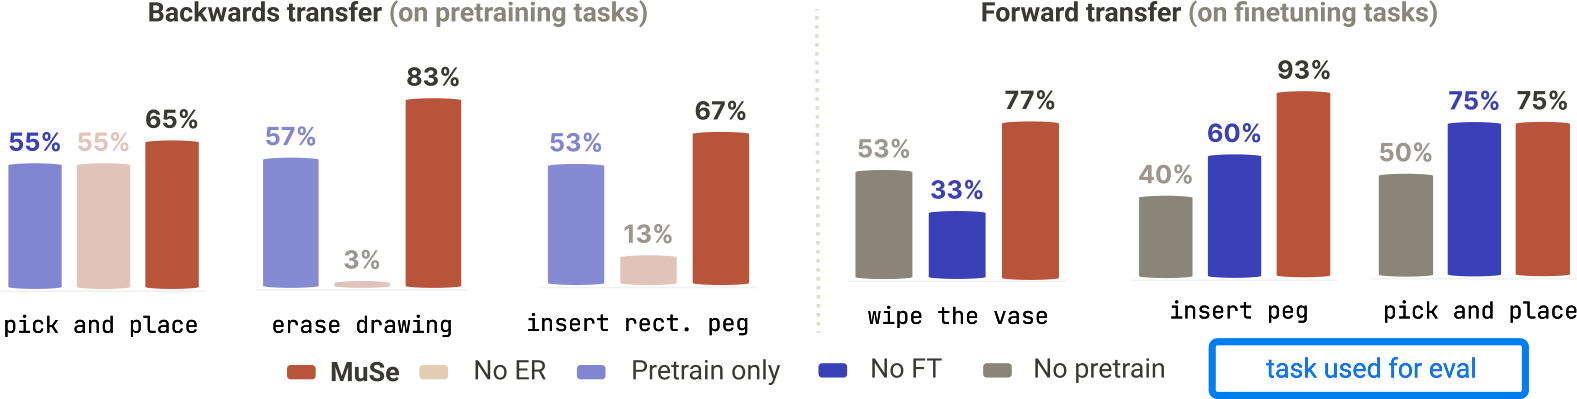 Backwards transfer (on pretraining tasks)
55% 55% 65%
57% 3% 83%
53% 13% 67%
pick and place
erase drawing
insert rect. peg
Forward transfer (on finetuning tasks)
53% 33% 77%
40% 60% 93%
50% 75% 75%
wipe the vase
insert peg
pick and place
MuSe
No ER
Pretrain only
No FT
No pretrain
task used for eval